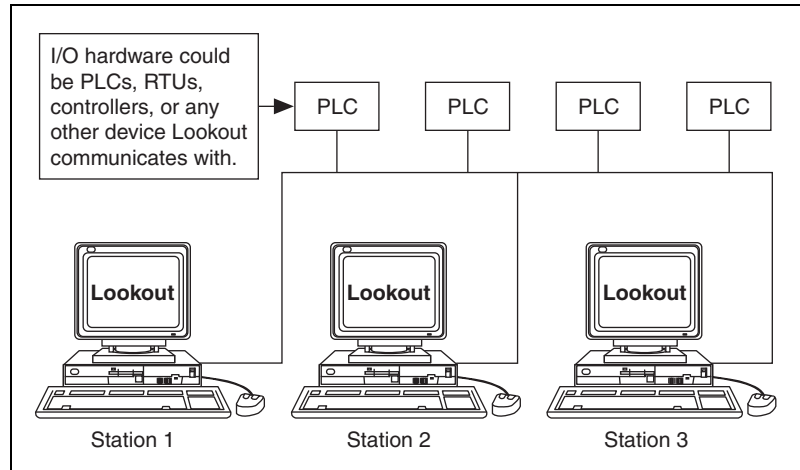 I/O hardware could
be PLCs, RTUs,
controllers, or any
other device Lookout
communicates with.
PLC
PLC
PLC
PLC
Lookout
Lookout
Lookout
Station 1
Station 2
Station 3